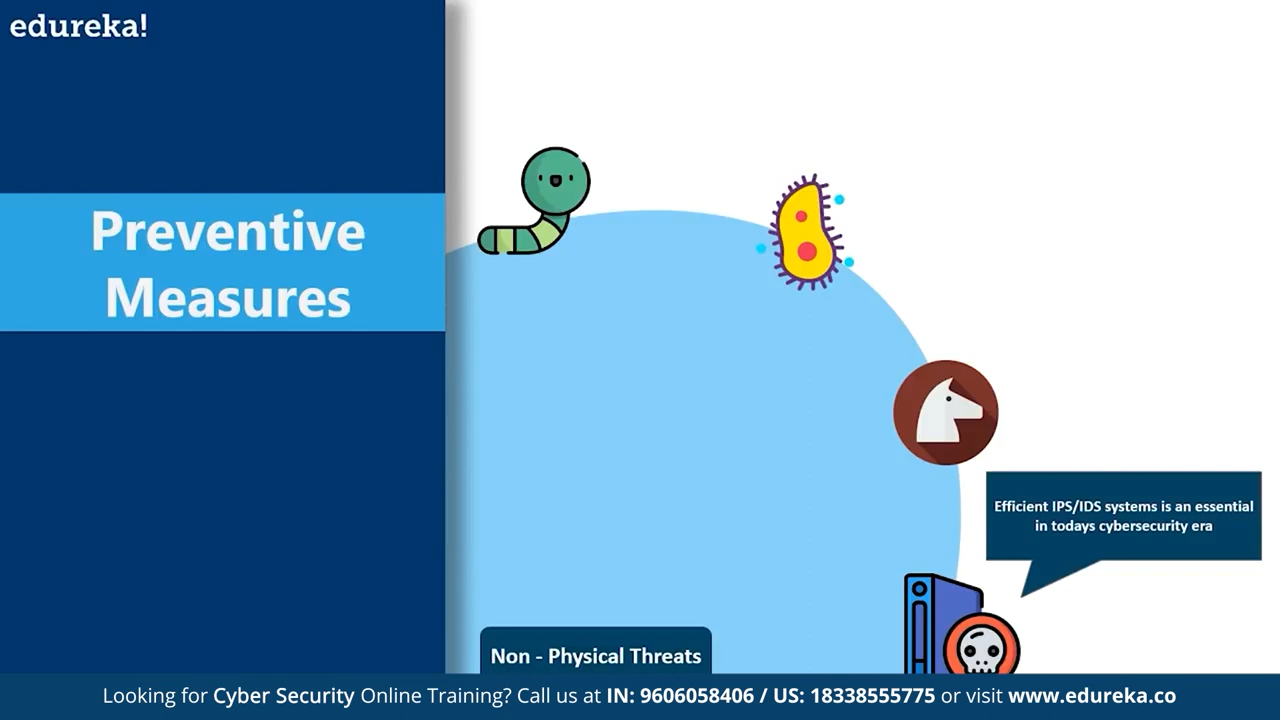 edureka!
Preventive
Measures
Efficient IPS/IDS systems is an essential
in todays cybersecurity era
Non - Physical Threats
Looking for Cyber Security Online Training? Call us at IN: 9606058406 / US: 18338555775 or visit www.edureka.co